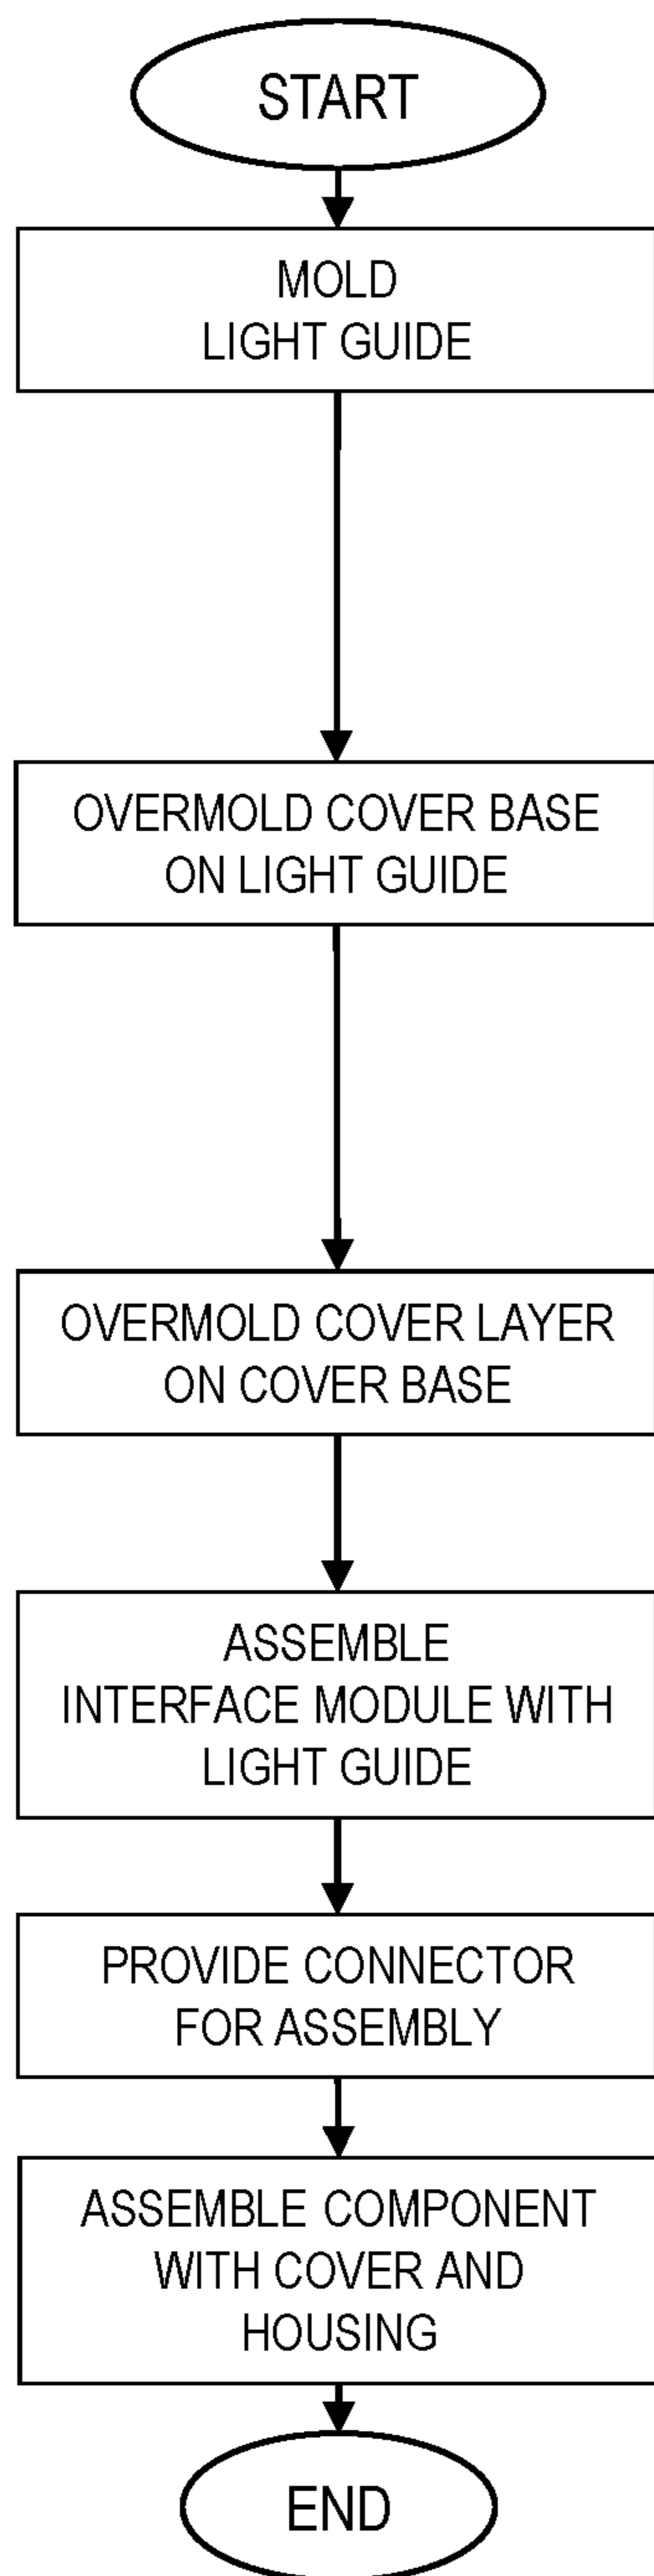 START
MOLD
LIGHT GUIDE
OVERMOLD COVER BASE
ON LIGHT GUIDE
OVERMOLD COVER LAYER
ON COVER BASE
ASSEMBLE
INTERFACE MODULE WITH
LIGHT GUIDE
PROVIDE CONNECTOR
FOR ASSEMBLY
ASSEMBLE COMPONENT
WITH COVER AND
HOUSING
END